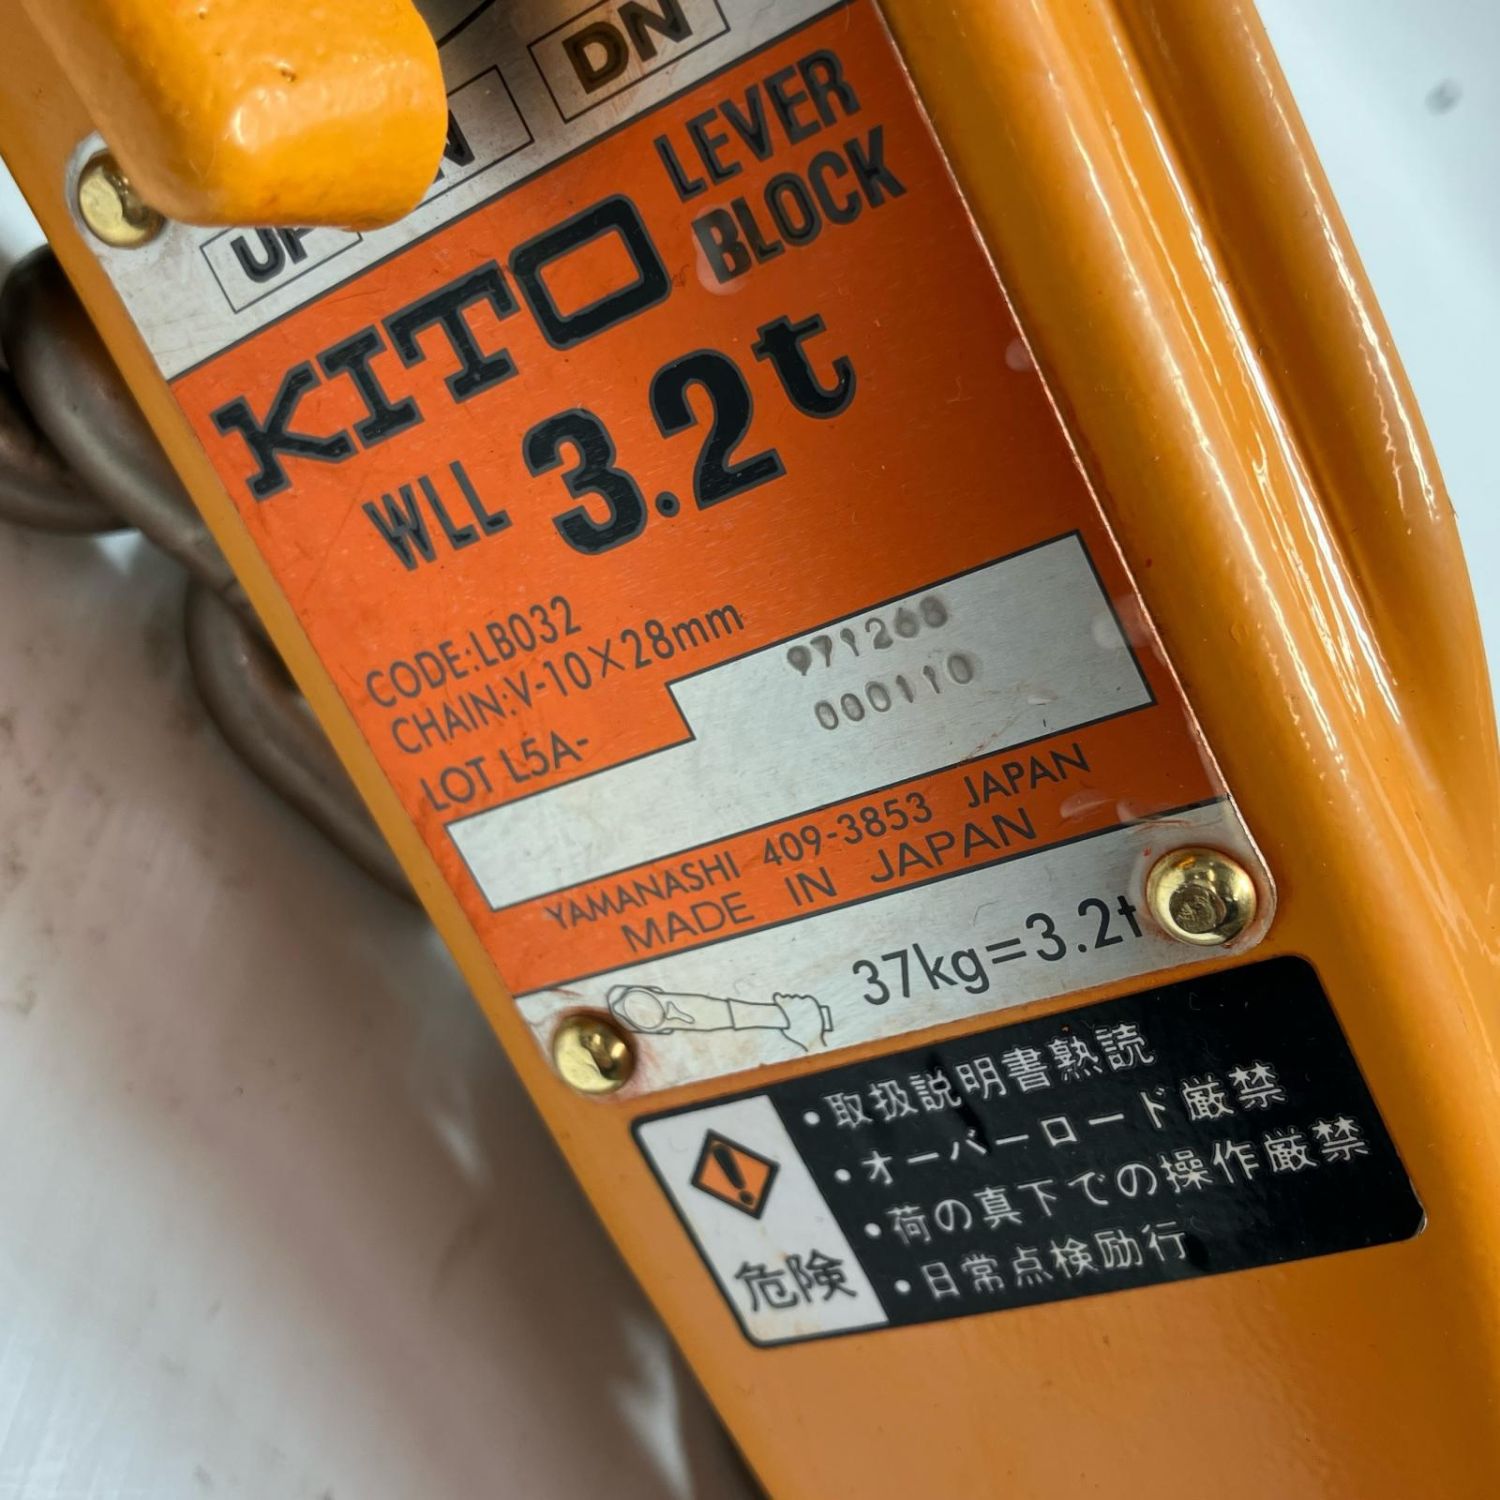 DN
UP
KITO
LEVER
BLOCK
WLL 3.2t
CODE:LB032
CHAIN:V-10×28mm
LOT L5A-
971268
000110
YAMANASHI 409-3853 JAPAN
MADE IN JAPAN
37kg=3.2t
危険
・取扱説明書熟読
・オーバーロード厳禁
・荷の真下での操作厳禁
・日常点検励行